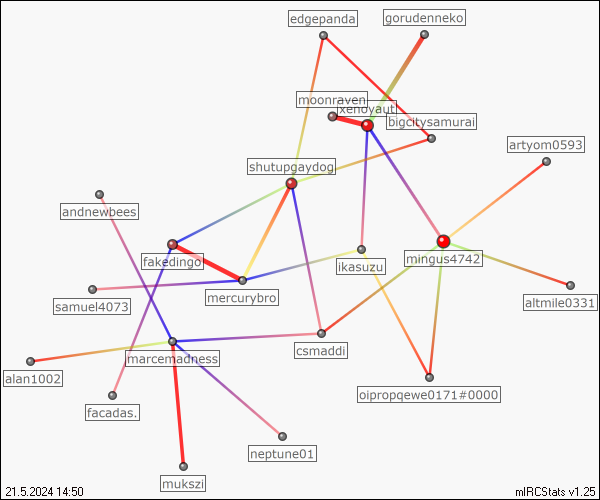 edgepanda
gorudenneko
moonraven
xenoyaut
bigcitysamurai
artyom0593
shutupgaydog
andnewbees
fakedingo
ikasuzu
mingus4742
samuel4073
mercurybro
altmile0331
marcemadness
csmaddi
alan1002
facadas.
oipropqewe0171#0000
neptune01
mukszi
21.5.2024 14:50
mIRCStats v1.25